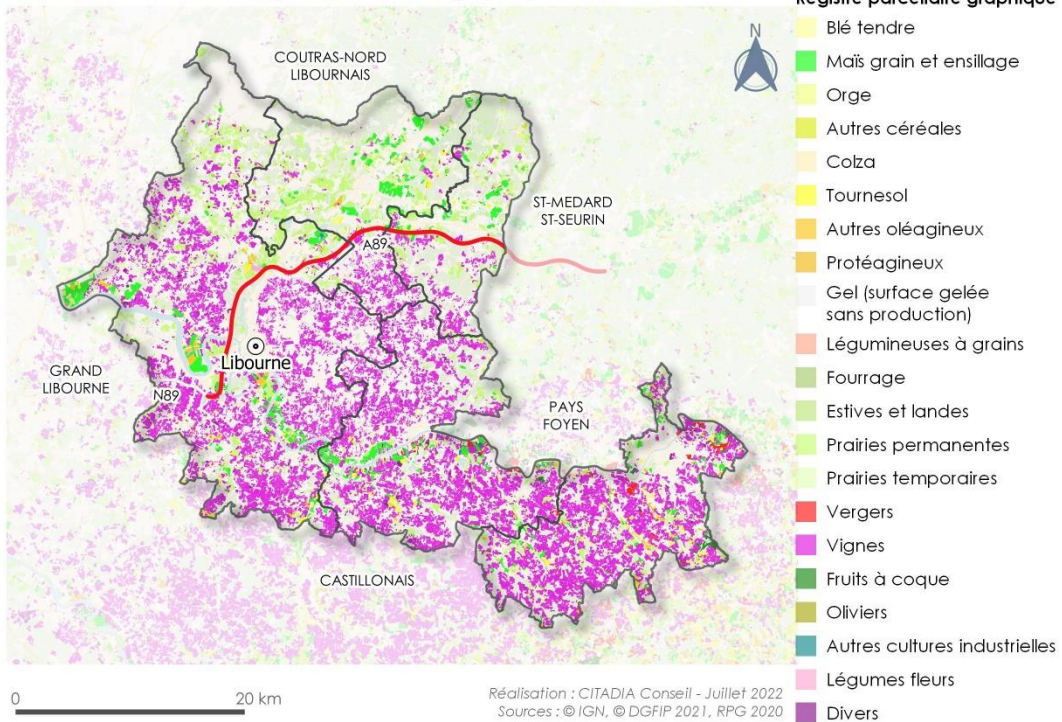 Registre parcellaire graphique
Blé tendre
Maïs grain et ensillage
Orge
Autres céréales
Colza
Tournesol
Autres oléagineux
Protéagineux
Gel (surface gelée
sans production)
Légumineuses à grains
Fourrage
Estives et landes
Prairies permanentes
Prairies temporaires
Vergers
Vignes
Fruits à coque
Oliviers
Autres cultures industrielles
Légumes fleurs
Divers
N
COUTRAS-NORD
LIBOURNAIS
ST-MEDARD
ST-SEURIN
A89
Libourne
GRAND
LIBOURNE
N89
PAYS
FOYEN
CASTILLONAIS
0 20 km
Réalisation : CITADIA Conseil - Juillet 2022
Sources : © IGN, © DGFIP 2021, RPG 2020